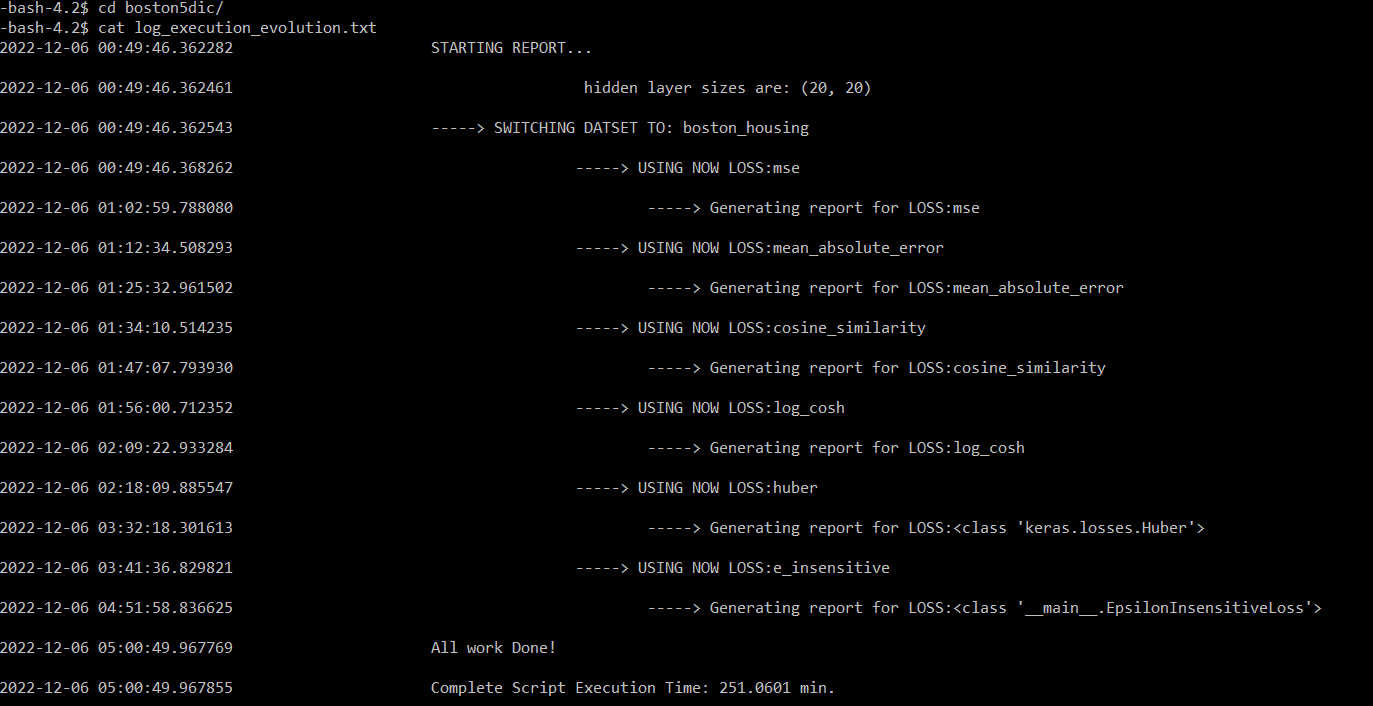 -bash-4.2$ cd boston5dic/
-bash-4.2$ cat log_execution_evolution.txt
2022-12-06 00:49:46.362282 STARTING REPORT...
2022-12-06 00:49:46.362461 hidden layer sizes are: (20, 20)
2022-12-06 00:49:46.362543 -----> SWITCHING DATSET TO: boston_housing
2022-12-06 00:49:46.368262 -----> USING NOW LOSS:mse
2022-12-06 01:02:59.788080 -----> Generating report for LOSS:mse
2022-12-06 01:12:34.508293 -----> USING NOW LOSS:mean_absolute_error
2022-12-06 01:25:32.961502 -----> Generating report for LOSS:mean_absolute_error
2022-12-06 01:34:10.514235 -----> USING NOW LOSS:cosine_similarity
2022-12-06 01:47:07.793930 -----> Generating report for LOSS:cosine_similarity
2022-12-06 01:56:00.712352 -----> USING NOW LOSS:log_cosh
2022-12-06 02:09:22.933284 -----> Generating report for LOSS:log_cosh
2022-12-06 02:18:09.885547 -----> USING NOW LOSS:huber
2022-12-06 03:32:18.301613 -----> Generating report for LOSS:<class 'keras.losses.Huber'>
2022-12-06 03:41:36.829821 -----> USING NOW LOSS:e_insensitive
2022-12-06 04:51:58.836625 -----> Generating report for LOSS:<class '__main__.EpsilonInsensitiveLoss'>
2022-12-06 05:00:49.967769 All work Done!
2022-12-06 05:00:49.967855 Complete Script Execution Time: 251.0601 min.